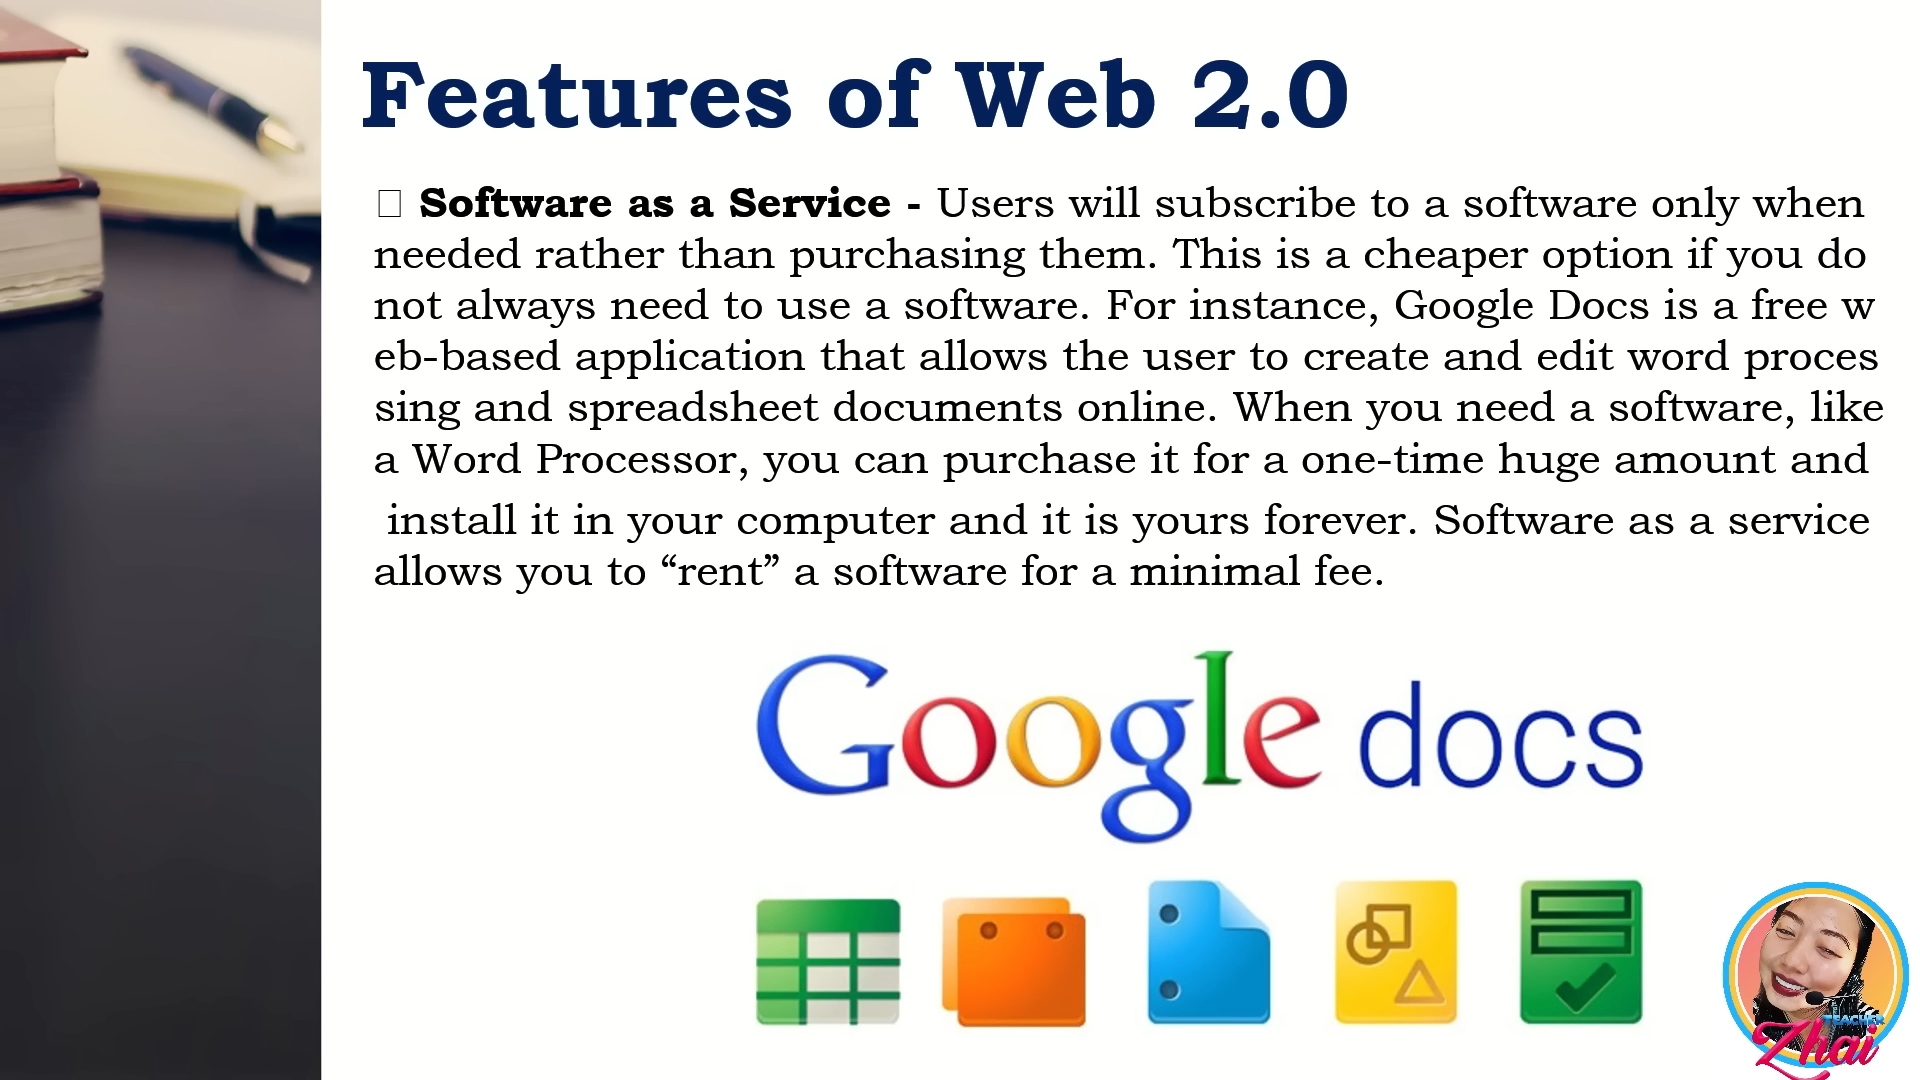 Features of Web 2.0
Software as a Service - Users will subscribe to a software only when
needed rather than purchasing them. This is a cheaper option if you do
not always need to use a software. For instance, Google Docs is a free w
eb-based application that allows the user to create and edit word proces
sing and spreadsheet documents online. When you need a software, like
a Word Processor, you can purchase it for a one-time huge amount and
install it in your computer and it is yours forever. Software as a service
allows you to “rent” a software for a minimal fee.
Google docs
TEACHER
Zhai